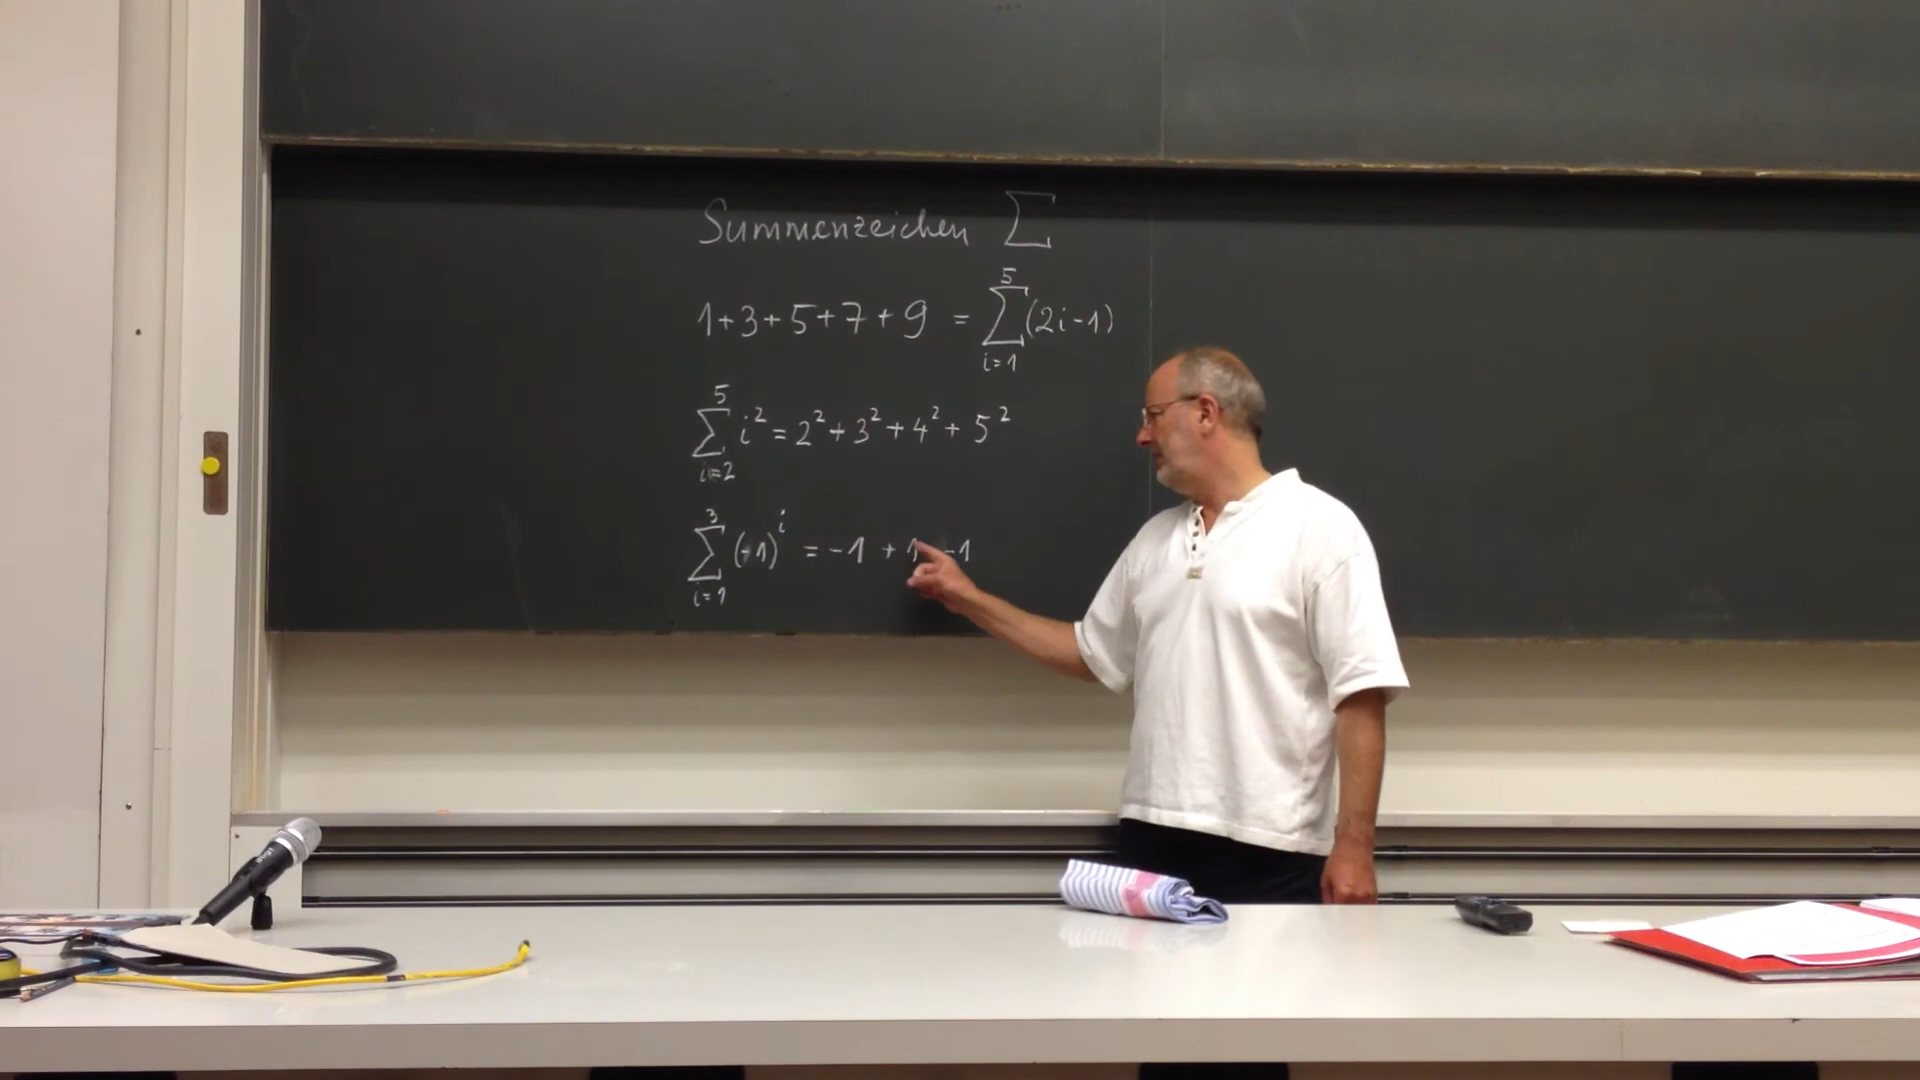 Summenzeichen ∑
1+3+5+7+9 = ∑_{i=1}^{5} (2i-1)
∑_{i=2}^{5} i² = 2² + 3² + 4² + 5²
∑_{i=1}^{3} (-1)^i = -1 + 1 -1